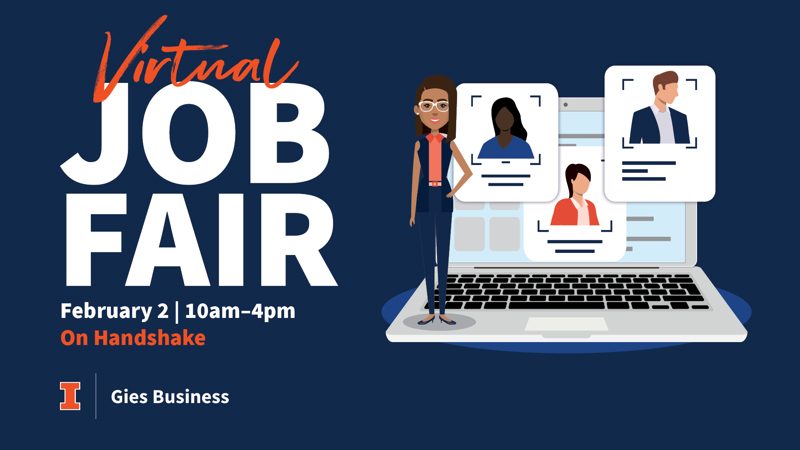 Virtual
JOB
FAIR
February 2 | 10am–4pm
On Handshake
I
Gies Business